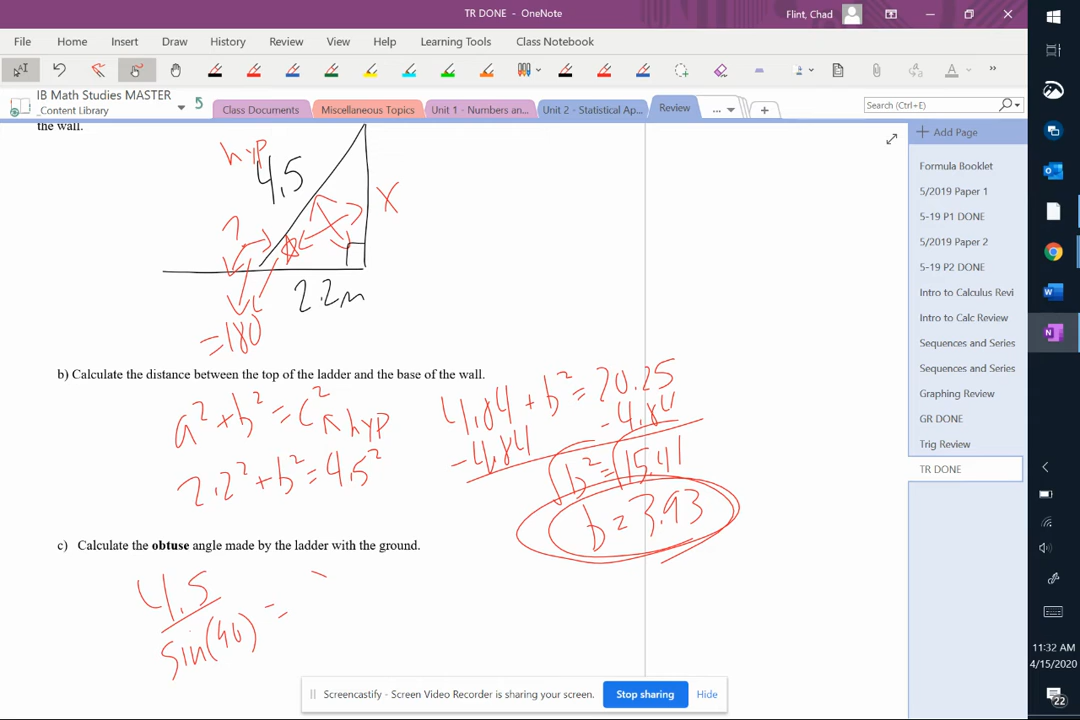 TR DONE - OneNote
Flint, Chad
File Home Insert Draw History Review View Help Learning Tools Class Notebook
IB Math Studies MASTER
_Content Library
Class Documents Miscellaneous Topics Unit 1 - Numbers an... Unit 2 - Statistical Ap... Review ...
Search (Ctrl+E)
the wall.
hyp
4.5
X
?
2.2m
=180
b) Calculate the distance between the top of the ladder and the base of the wall.
a²+b²=c²
hyp
2.2²+b²=4.5²
4.84+b²=20.25
-4.84 -4.84
b²=15.41
b=3.93
c) Calculate the obtuse angle made by the ladder with the ground.
4.5
sin(90) =
Add Page
Formula Booklet
5/2019 Paper 1
5-19 P1 DONE
5/2019 Paper 2
5-19 P2 DONE
Intro to Calculus Revi
Intro to Calc Review
Sequences and Series
Sequences and Series
Graphing Review
GR DONE
Trig Review
TR DONE
Screencastify - Screen Video Recorder is sharing your screen. Stop sharing Hide
11:32 AM
4/15/2020
22